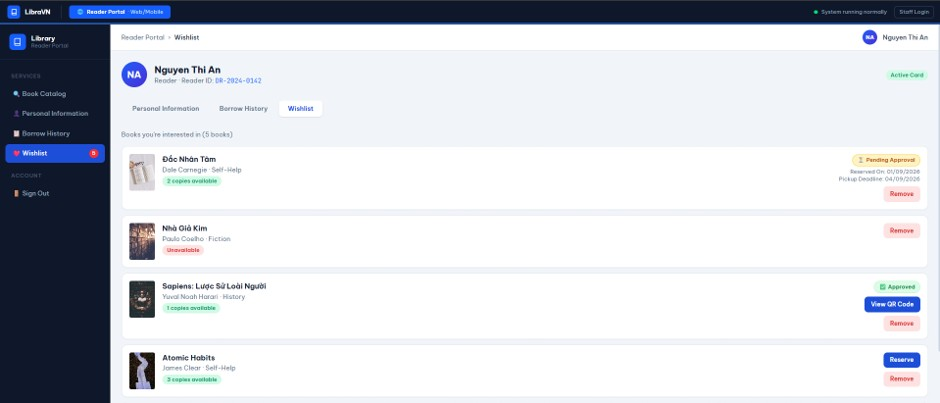 LibraVN
Reader Portal · Web/Mobile
System running normally
Staff Login
Library
Reader Portal
SERVICES
Book Catalog
Personal Information
Borrow History
Wishlist
5
ACCOUNT
Sign Out
Reader Portal › Wishlist
NA
Nguyen Thi An
NA
Nguyen Thi An
Reader · Reader ID: DR-2024-0142
Active Card
Personal Information
Borrow History
Wishlist
Books you're interested in (5 books)
Đắc Nhân Tâm
Dale Carnegie · Self-Help
2 copies available
Pending Approval
Reserved On: 01/09/2026
Pickup Deadline: 04/09/2026
Remove
Nhà Giả Kim
Paulo Coelho · Fiction
Unavailable
Remove
Sapiens: Lược Sử Loài Người
Yuval Noah Harari · History
1 copies available
Approved
View QR Code
Remove
Atomic Habits
James Clear · Self-Help
3 copies available
Reserve
Remove